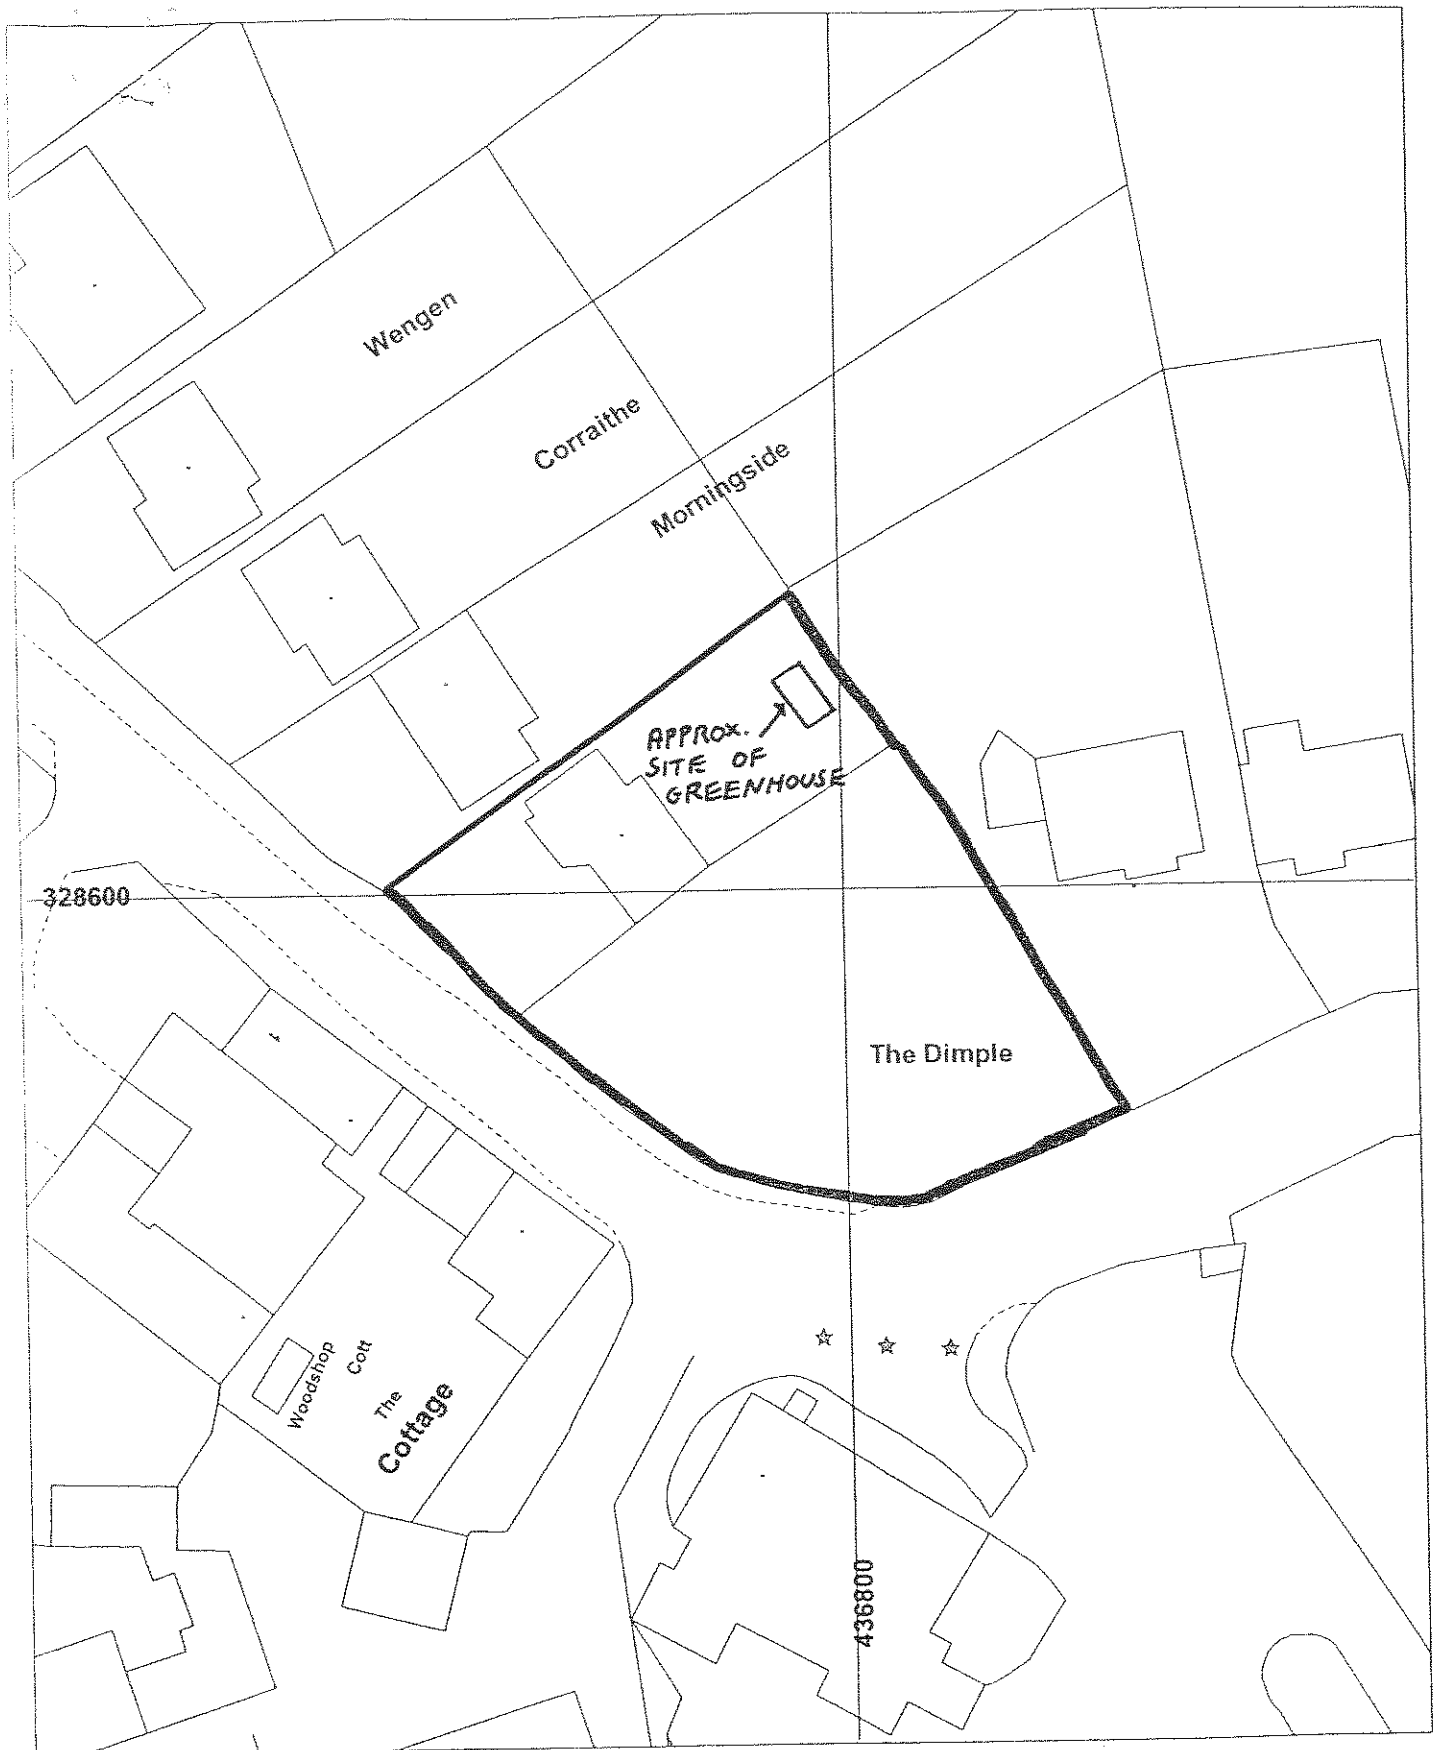 Wengen
Corraithe
Morningside
APPROX.
SITE OF
GREENHOUSE
328600
The Dimple
Woodshop
Cott
The
Cottage
436800